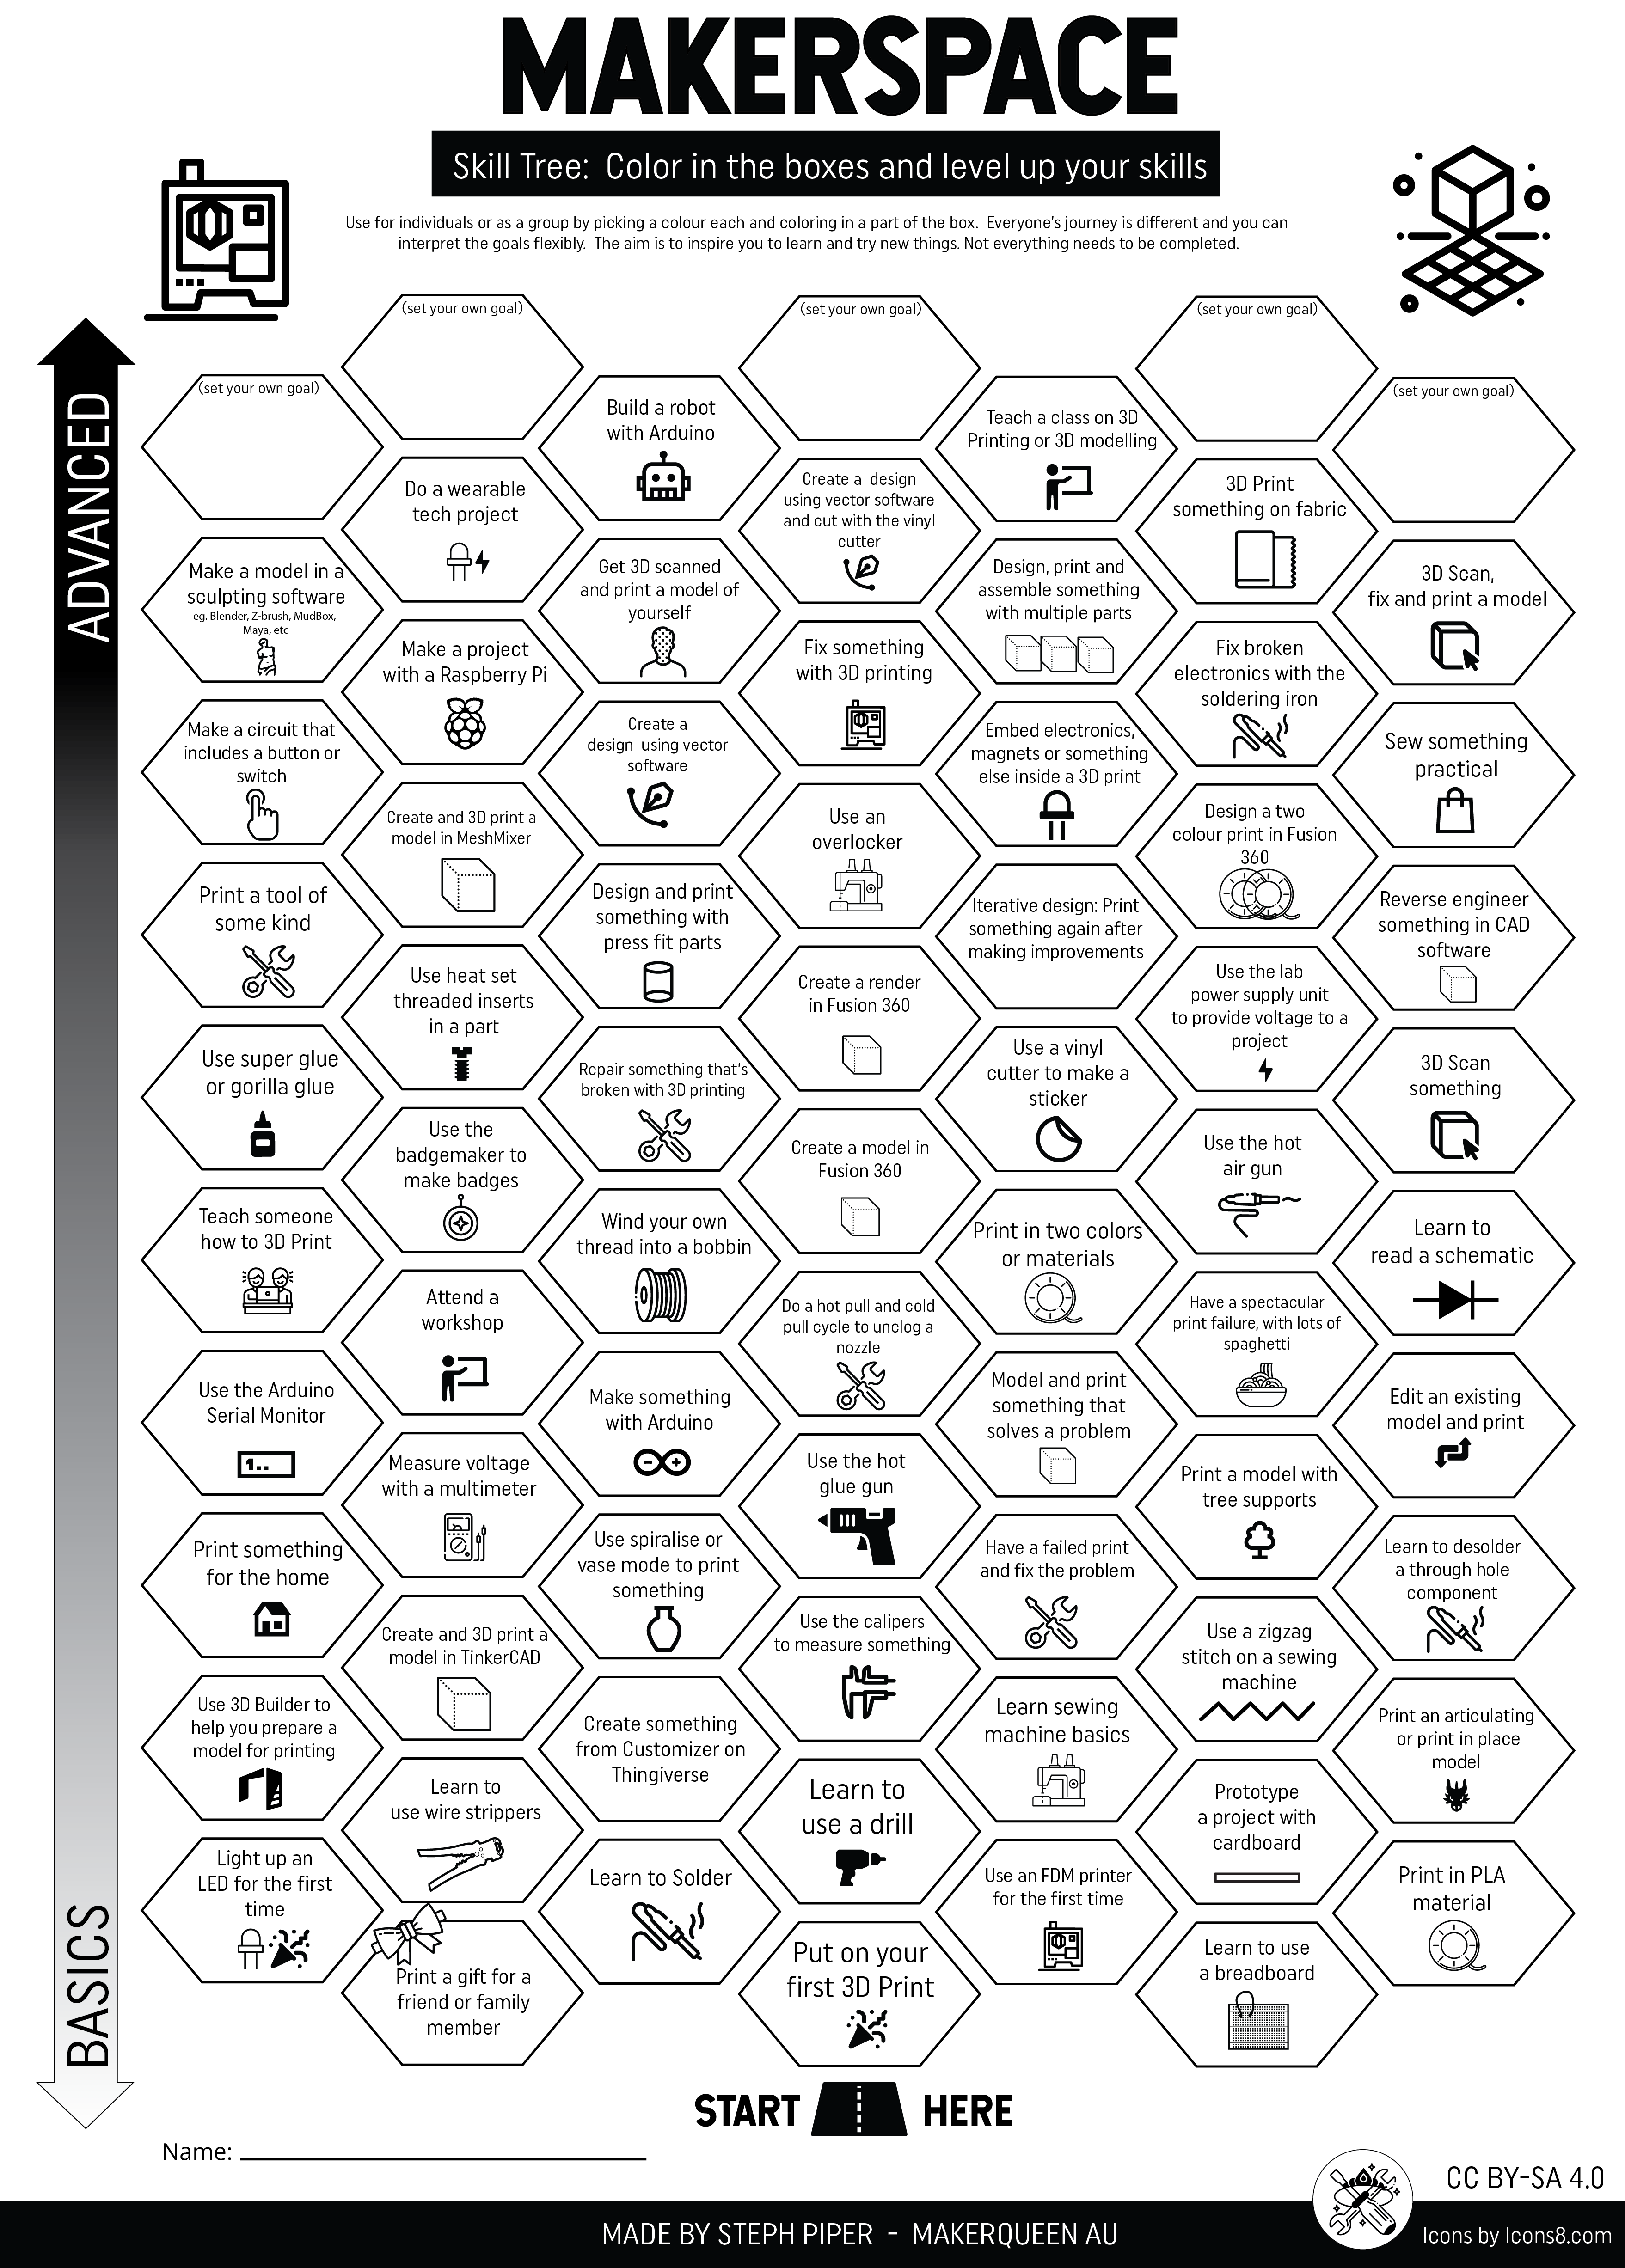 MAKERSPACE
Skill Tree: Color in the boxes and level up your skills
Use for individuals or as a group by picking a colour each and coloring in a part of the box. Everyone's journey is different and you can
interpret the goals flexibly. The aim is to inspire you to learn and try new things. Not everything needs to be completed.
ADVANCED
BASICS
(set your own goal)
Make a model in a
sculpting software
eg. Blender, Z-brush, MudBox,
Maya, etc
Make a circuit that
includes a button or
switch
Print a tool of
some kind
Use super glue
or gorilla glue
Teach someone
how to 3D Print
Use the Arduino
Serial Monitor
1..
Print something
for the home
Use 3D Builder to
help you prepare a
model for printing
Light up an
LED for the first
time
(set your own goal)
Do a wearable
tech project
Make a project
with a Raspberry Pi
Create and 3D print a
model in MeshMixer
Use heat set
threaded inserts
in a part
Use the
badgemaker to
make badges
Attend a
workshop
Measure voltage
with a multimeter
Create and 3D print a
model in TinkerCAD
Learn to
use wire strippers
Print a gift for a
friend or family
member
Build a robot
with Arduino
Get 3D scanned
and print a model of
yourself
Create a
design using vector
software
Design and print
something with
press fit parts
Repair something that's
broken with 3D printing
Wind your own
thread into a bobbin
Make something
with Arduino
Use spiralise or
vase mode to print
something
Create something
from Customizer on
Thingiverse
Learn to Solder
(set your own goal)
Create a design
using vector software
and cut with the vinyl
cutter
Fix something
with 3D printing
Use an
overlocker
Create a render
in Fusion 360
Create a model in
Fusion 360
Do a hot pull and cold
pull cycle to unclog a
nozzle
Use the hot
glue gun
Use the calipers
to measure something
Learn to
use a drill
Put on your
first 3D Print
Teach a class on 3D
Printing or 3D modelling
Design, print and
assemble something
with multiple parts
Embed electronics,
magnets or something
else inside a 3D print
Iterative design: Print
something again after
making improvements
Use a vinyl
cutter to make a
sticker
Print in two colors
or materials
Model and print
something that
solves a problem
Have a failed print
and fix the problem
Learn sewing
machine basics
Use an FDM printer
for the first time
(set your own goal)
3D Print
something on fabric
Fix broken
electronics with the
soldering iron
Design a two
colour print in Fusion
360
Use the lab
power supply unit
to provide voltage to a
project
Use the hot
air gun
Have a spectacular
print failure, with lots of
spaghetti
Print a model with
tree supports
Use a zigzag
stitch on a sewing
machine
Prototype
a project with
cardboard
Learn to use
a breadboard
(set your own goal)
3D Scan,
fix and print a model
Sew something
practical
Reverse engineer
something in CAD
software
3D Scan
something
Learn to
read a schematic
Edit an existing
model and print
Learn to desolder
a through hole
component
Print an articulating
or print in place
model
Print in PLA
material
START HERE
Name:
CC BY-SA 4.0
MADE BY STEPH PIPER - MAKERQUEEN AU
Icons by Icons8.com